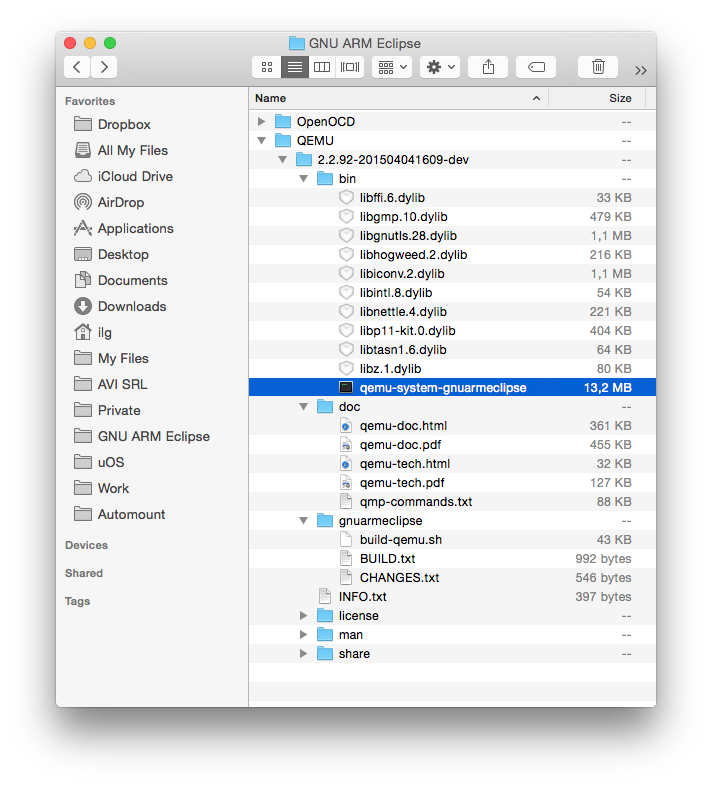 GNU ARM Eclipse
Favorites
Dropbox
All My Files
iCloud Drive
AirDrop
Applications
Desktop
Documents
Downloads
ilg
My Files
AVI SRL
Private
GNU ARM Eclipse
uOS
Work
Automount
Devices
Shared
Tags
Name Size
OpenOCD --
QEMU --
2.2.92-201504041609-dev --
bin --
libffi.6.dylib 33 KB
libgmp.10.dylib 479 KB
libgnutls.28.dylib 1,1 MB
libhogweed.2.dylib 216 KB
libiconv.2.dylib 1,1 MB
libintl.8.dylib 54 KB
libnettle.4.dylib 221 KB
libp11-kit.0.dylib 404 KB
libtasn1.6.dylib 64 KB
libz.1.dylib 80 KB
qemu-system-gnuarmeclipse 13,2 MB
doc --
qemu-doc.html 361 KB
qemu-doc.pdf 455 KB
qemu-tech.html 32 KB
qemu-tech.pdf 127 KB
qmp-commands.txt 88 KB
gnuarmeclipse --
build-qemu.sh 43 KB
BUILD.txt 992 bytes
CHANGES.txt 546 bytes
INFO.txt 397 bytes
license --
man --
share --